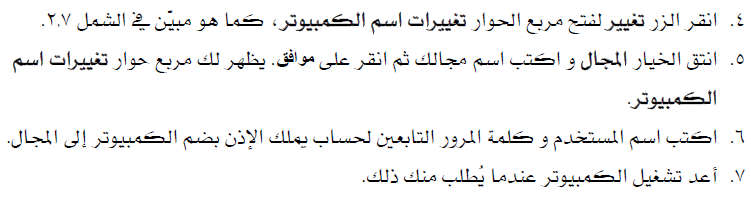 ٤. انقر الزر تغيير لفتح مربع الحوار تغييرات اسم الكمبيوتر، كما هو مبيّن في الشمل ٢.٧.
٥. انتق الخيار المجال و اكتب اسم مجالك ثم انقر على موافق. يظهر لك مربع حوار تغييرات اسم
الكمبيوتر.
٦. اكتب اسم المستخدم و كلمة المرور التابعين لحساب يملك الإذن بضم الكمبيوتر إلى المجال.
٧. أعد تشغيل الكمبيوتر عندما يُطلب منك ذلك.